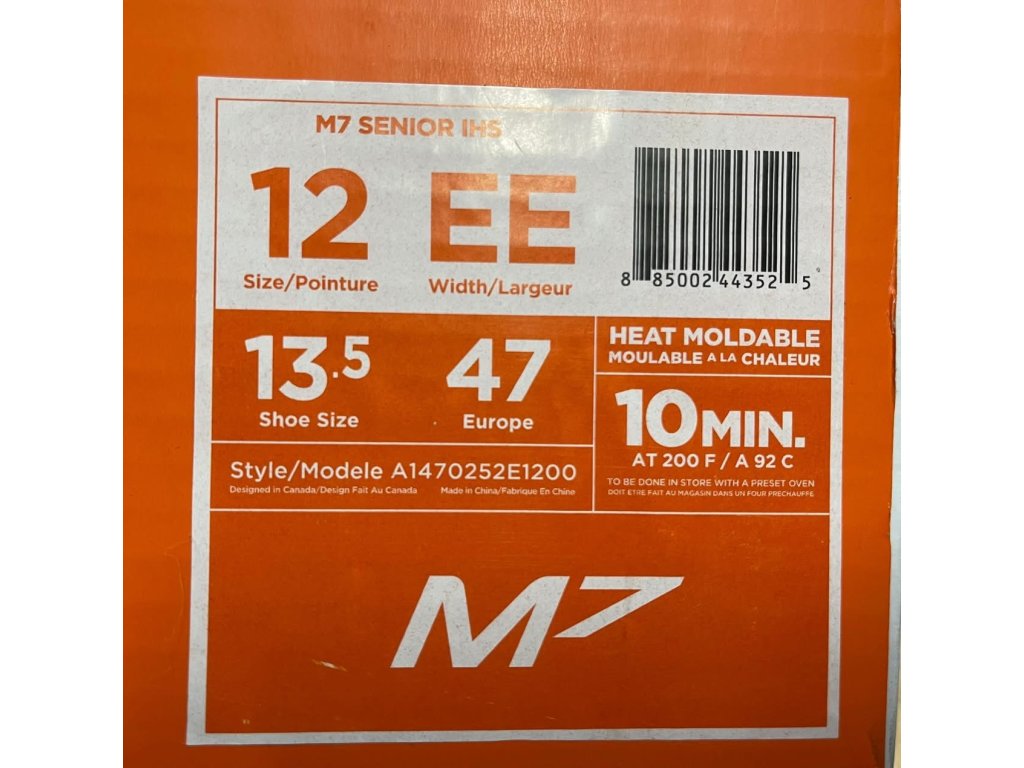 M7 SENIOR IHS
12 EE
Size/Pointure Width/Largeur
8 85002 44352 5
13.5 47
Shoe Size Europe
HEAT MOLDABLE
MOULABLE A LA CHALEUR
10 MIN.
AT 200 F / A 92 C
TO BE DONE IN STORE WITH A PRESET OVEN
DOIT ETRE FAIT AU MAGASIN DANS UN FOUR PRECHAUFFE
Style/Modele A1470252E1200
Designed in Canada/Design Fait Au Canada Made in China/Fabrique En Chine
M7